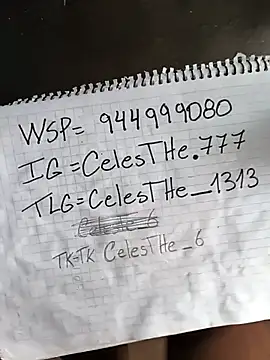 WSP= 944999080
IG =CelesTHe.777
TLG=CelesTHe_1313
TK=TK CelesTHe_6